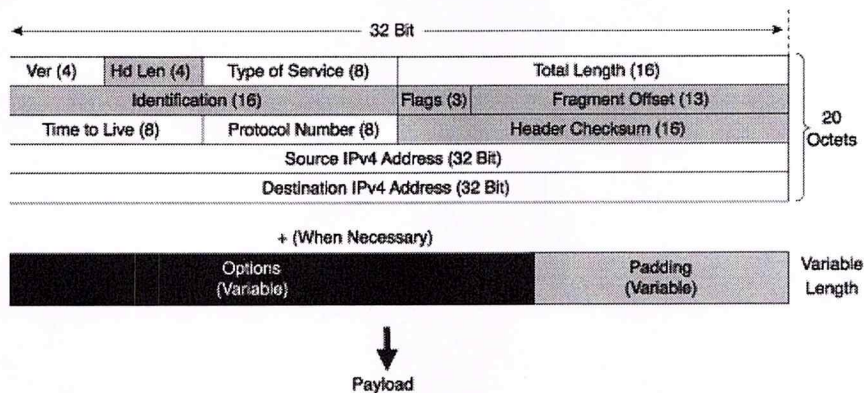 32 Bit
Ver (4) Hd Len (4) Type of Service (8) Total Length (16)
Identification (16) Flags (3) Fragment Offset (13)
Time to Live (8) Protocol Number (8) Header Checksum (16)
Source IPv4 Address (32 Bit)
Destination IPv4 Address (32 Bit)
20
Octets
+ (When Necessary)
Options
(Variable)
Padding
(Variable)
Variable
Length
Payload